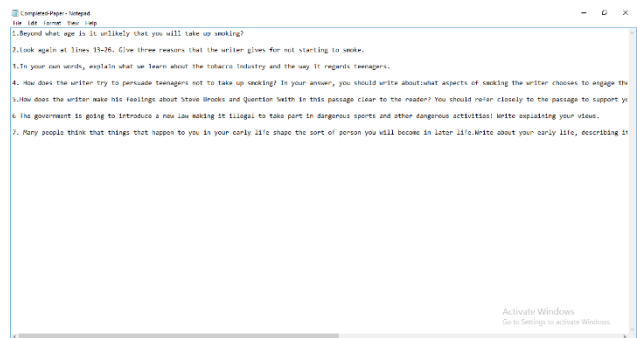 Completed-Paper - Notepad
File Edit Format View Help
1.Beyond what age is it unlikely that you will take up smoking?
2.Look again at lines 13-26. Give three reasons that the writer gives for not starting to smoke.
3.In your own words, explain what we learn about the tobacco industry and the way it regards teenagers.
4. How does the writer try to persuade teenagers not to take up smoking? In your answer, you should write about:what aspects of smoking the writer chooses to engage the
5.How does the writer make his feelings about Steve Brooks and Quention Smith in this passage clear to the reader? You should refer closely to the passage to support yo
6 The government is going to introduce a new law making it illegal to take part in dangerous sports and other dangerous activities! Write explaining your views.
7. Many people think that things that happen to you in your early life shape the sort of person you will become in later life.Write about your early life, describing it
Activate Windows
Go to Settings to activate Windows.